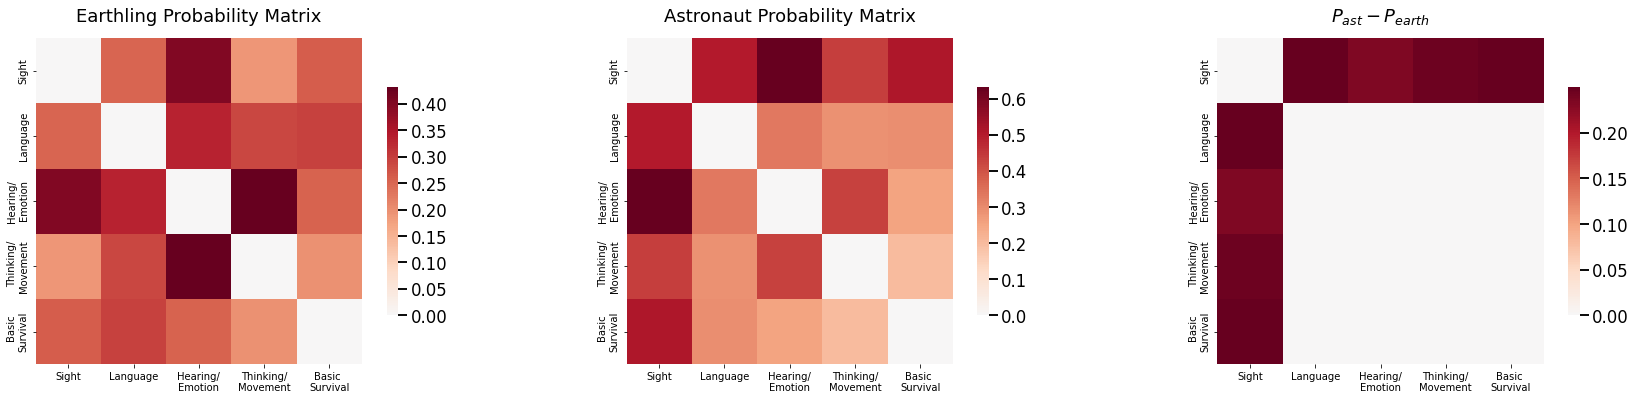 Earthling Probability Matrix
Sight
Language
Hearing/
Emotion
Thinking/
Movement
Basic
Survival
Sight
Language
Hearing/
Emotion
Thinking/
Movement
Basic
Survival
0.40
0.35
0.30
0.25
0.20
0.15
0.10
0.05
0.00
Astronaut Probability Matrix
Sight
Language
Hearing/
Emotion
Thinking/
Movement
Basic
Survival
Sight
Language
Hearing/
Emotion
Thinking/
Movement
Basic
Survival
0.6
0.5
0.4
0.3
0.2
0.1
0.0
P_ast − P_earth
Sight
Language
Hearing/
Emotion
Thinking/
Movement
Basic
Survival
Sight
Language
Hearing/
Emotion
Thinking/
Movement
Basic
Survival
0.20
0.15
0.10
0.05
0.00